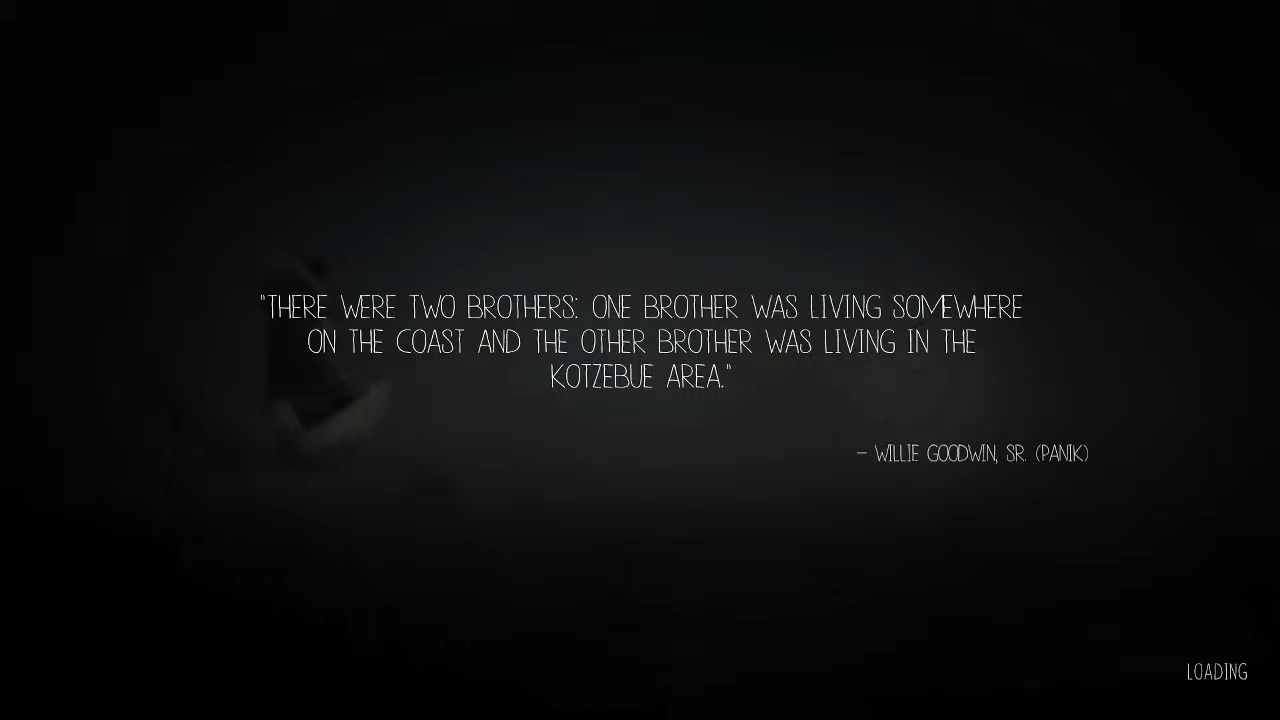 "THERE WERE TWO BROTHERS: ONE BROTHER WAS LIVING SOMEWHERE
ON THE COAST AND THE OTHER BROTHER WAS LIVING IN THE
KOTZEBUE AREA."
- WILLIE GOODWIN, SR. (PANIK)
LOADING